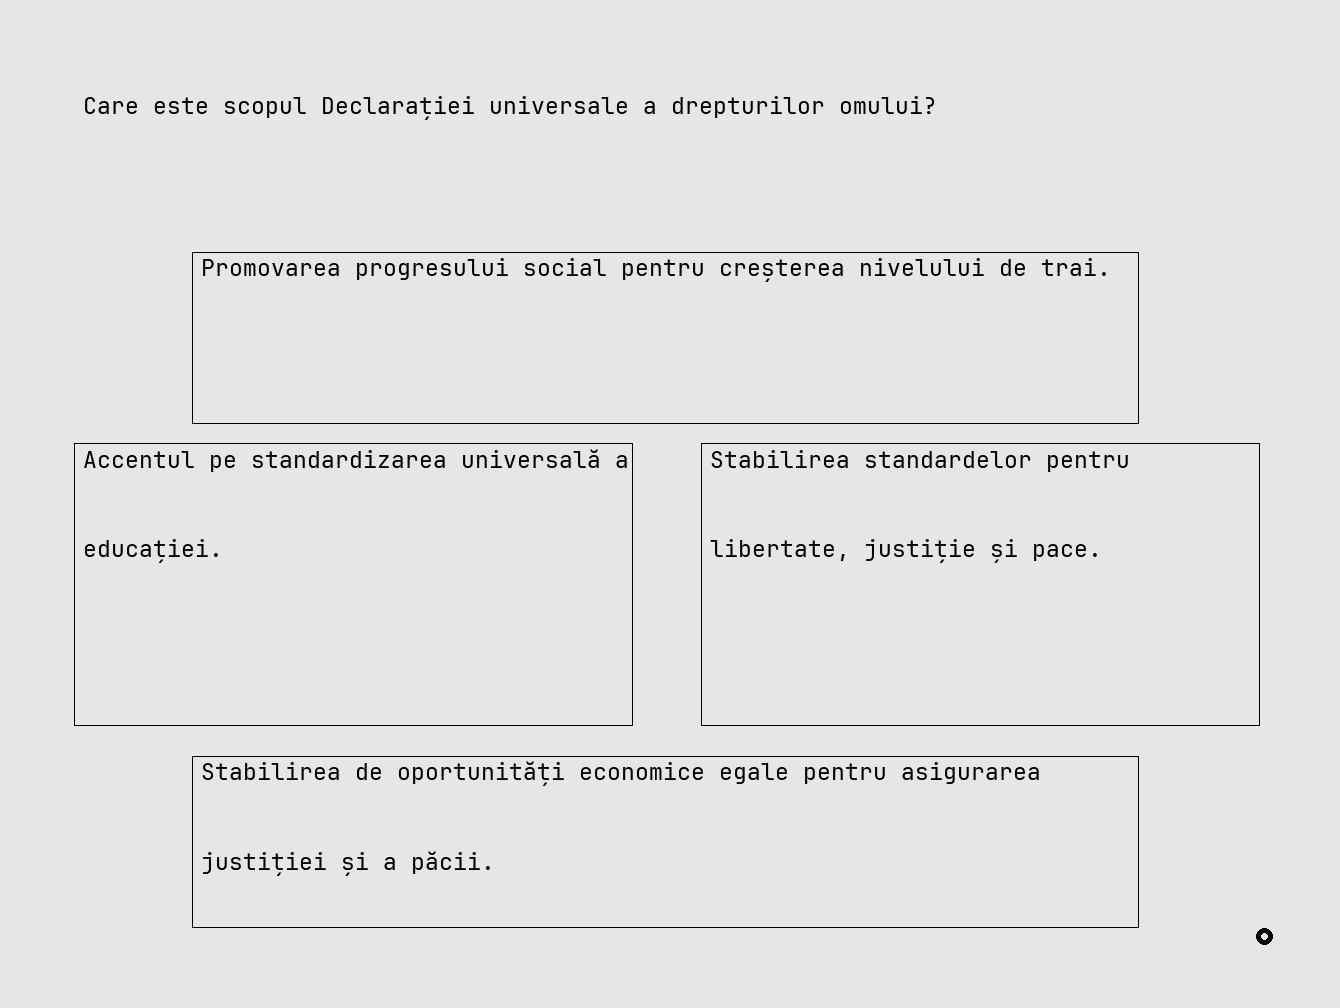 Care este scopul Declarației universale a drepturilor omului?
Promovarea progresului social pentru creșterea nivelului de trai.
Accentul pe standardizarea universală a
educației.
Stabilirea standardelor pentru
libertate, justiție și pace.
Stabilirea de oportunități economice egale pentru asigurarea
justiției și a păcii.